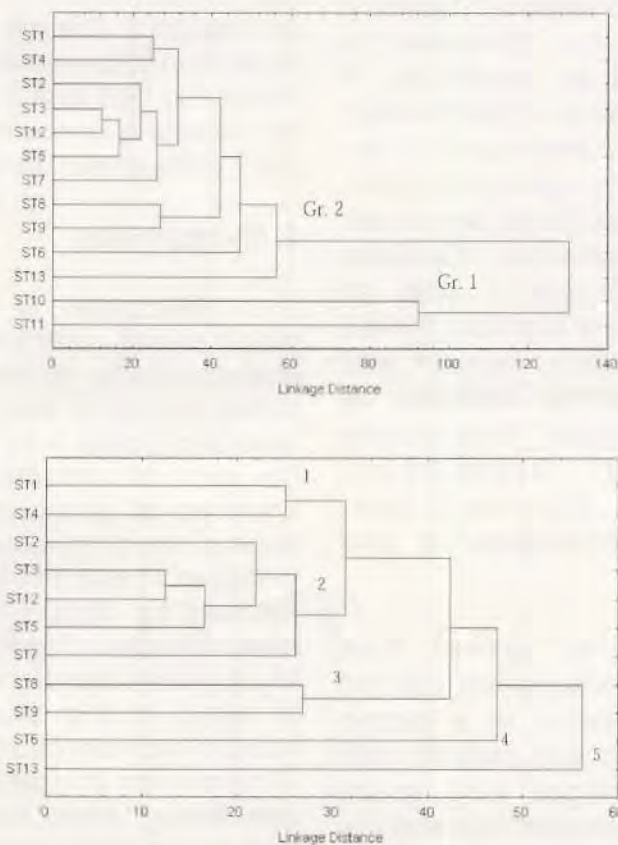 ST1
ST4
ST2
ST3
ST12
ST5
ST7
ST8
ST9
ST6
ST13
ST10
ST11
Gr. 2
Gr. 1
0 20 40 60 80 100 120 140
Linkage Distance
ST1
ST4
ST2
ST3
ST12
ST5
ST7
ST8
ST9
ST6
ST13
1
2
3
4
5
0 10 20 30 40 50 60
Linkage Distance